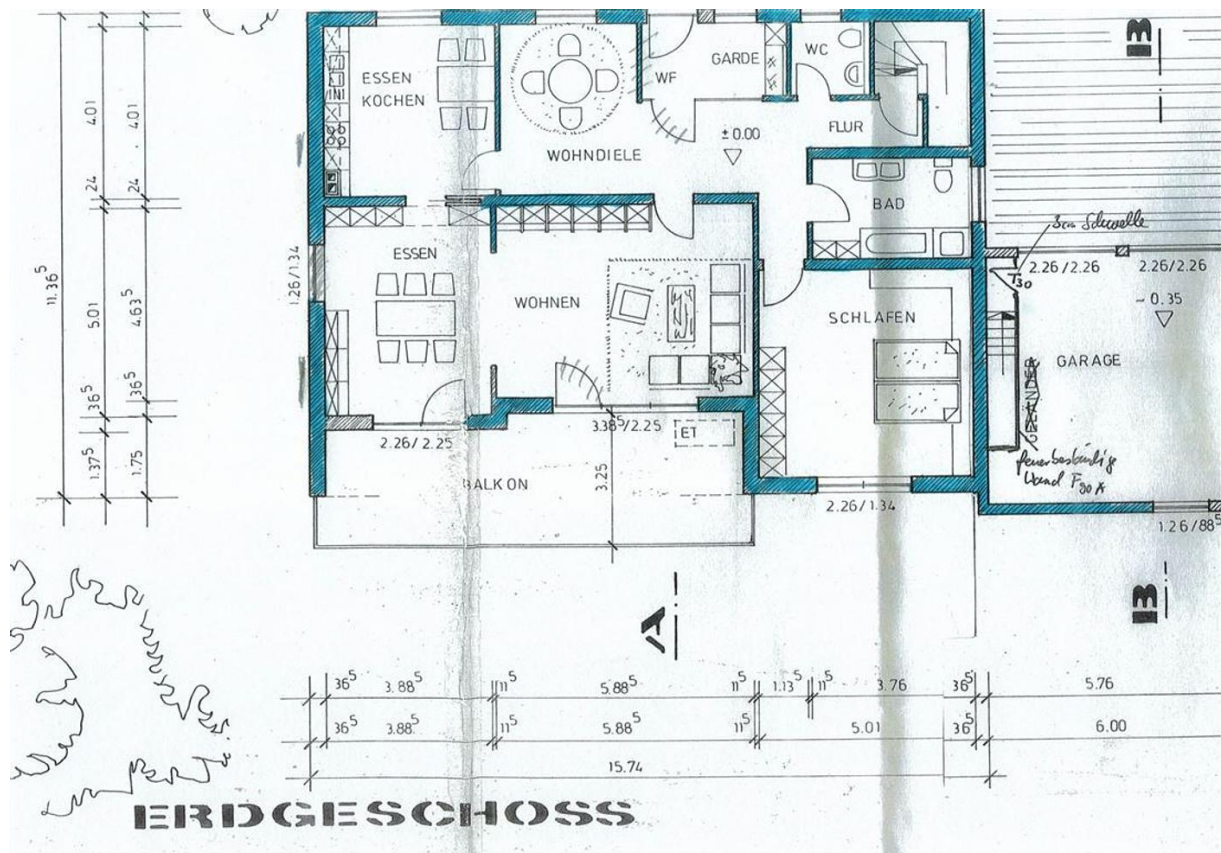 ESSEN
KOCHEN
WF
GARDE
WC
FLUR
± 0.00
WOHNDIELE
BAD
3cm Schwelle
ESSEN
WOHNEN
SCHLAFEN
T30
2.26/2.26
2.26/2.26
- 0.35
GARAGE
GELÄNDER
feuerbeständige
Wand F90 A
1.26/1.34
2.26/2.25
3.38⁵/2.25
ET
BALKON
3.25
2.26/1.34
1.26/88⁵
B
A
B
11.36⁵
4.01
24
5.01
36⁵
1.37⁵
4.01
24
4.63⁵
36⁵
1.75
36⁵ 3.88⁵ 11⁵ 5.88⁵ 11⁵ 1.13⁵ 11⁵ 3.76 36⁵ 5.76
36⁵ 3.88⁵ 11⁵ 5.88⁵ 11⁵ 5.01 36⁵ 6.00
15.74
ERDGESCHOSS